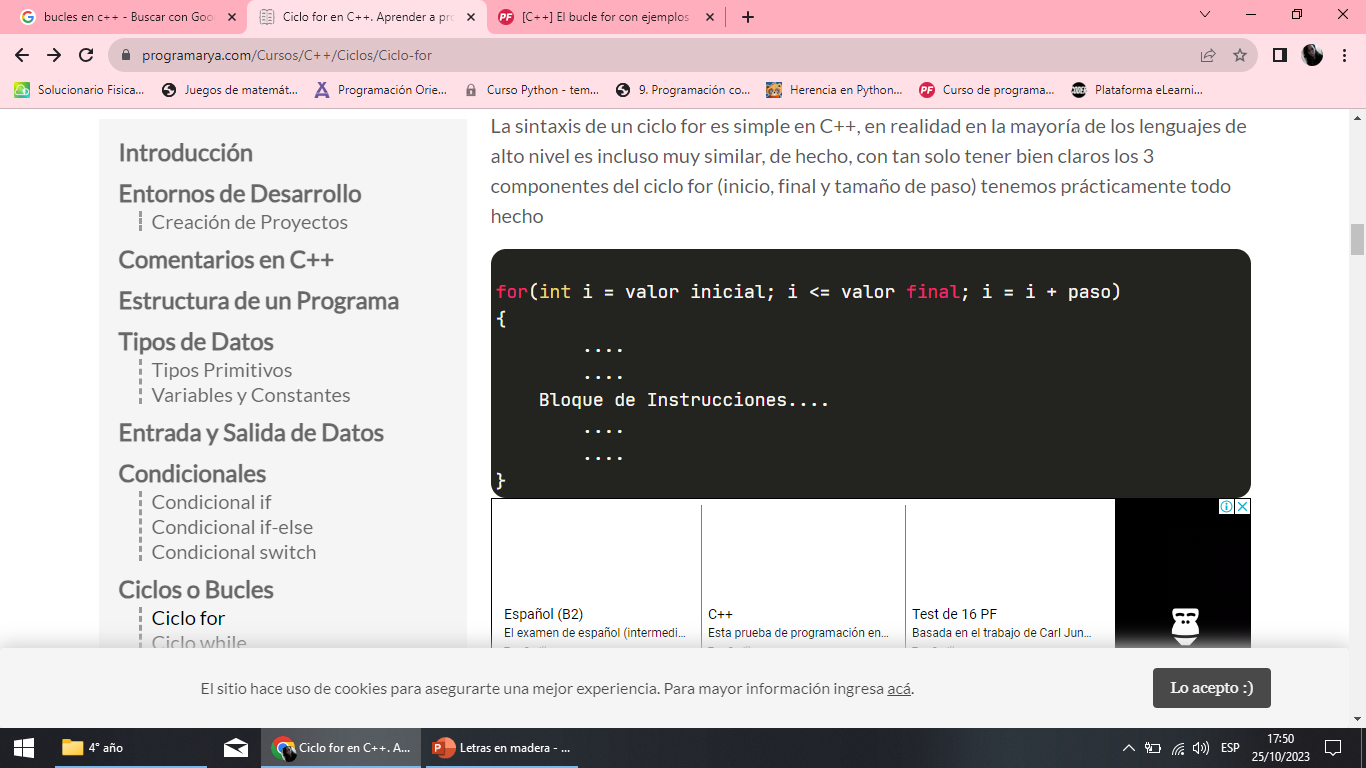 bucles en c++ - Buscar con Goo
Ciclo for en C++. Aprender a pro
[C++] El bucle for con ejemplos
programarya.com/Cursos/C++/Ciclos/Ciclo-for
Solucionario Fisica...
Juegos de matemát...
Programación Orie...
Curso Python - tem...
9. Programación co...
Herencia en Python...
Curso de programa...
Plataforma eLearni...
Introducción
Entornos de Desarrollo
Creación de Proyectos
Comentarios en C++
Estructura de un Programa
Tipos de Datos
Tipos Primitivos
Variables y Constantes
Entrada y Salida de Datos
Condicionales
Condicional if
Condicional if-else
Condicional switch
Ciclos o Bucles
Ciclo for
Ciclo while
La sintaxis de un ciclo for es simple en C++, en realidad en la mayoría de los lenguajes de
alto nivel es incluso muy similar, de hecho, con tan solo tener bien claros los 3
componentes del ciclo for (inicio, final y tamaño de paso) tenemos prácticamente todo
hecho
for(int i = valor inicial; i <= valor final; i = i + paso)
{
....
....
Bloque de Instrucciones....
....
....
}
Español (B2)
El examen de español (intermedi...
C++
Esta prueba de programación en...
Test de 16 PF
Basada en el trabajo de Carl Jun...
El sitio hace uso de cookies para asegurarte una mejor experiencia. Para mayor información ingresa acá.
Lo acepto :)
4° año
Ciclo for en C++. A...
Letras en madera - ...
ESP
17:50
25/10/2023